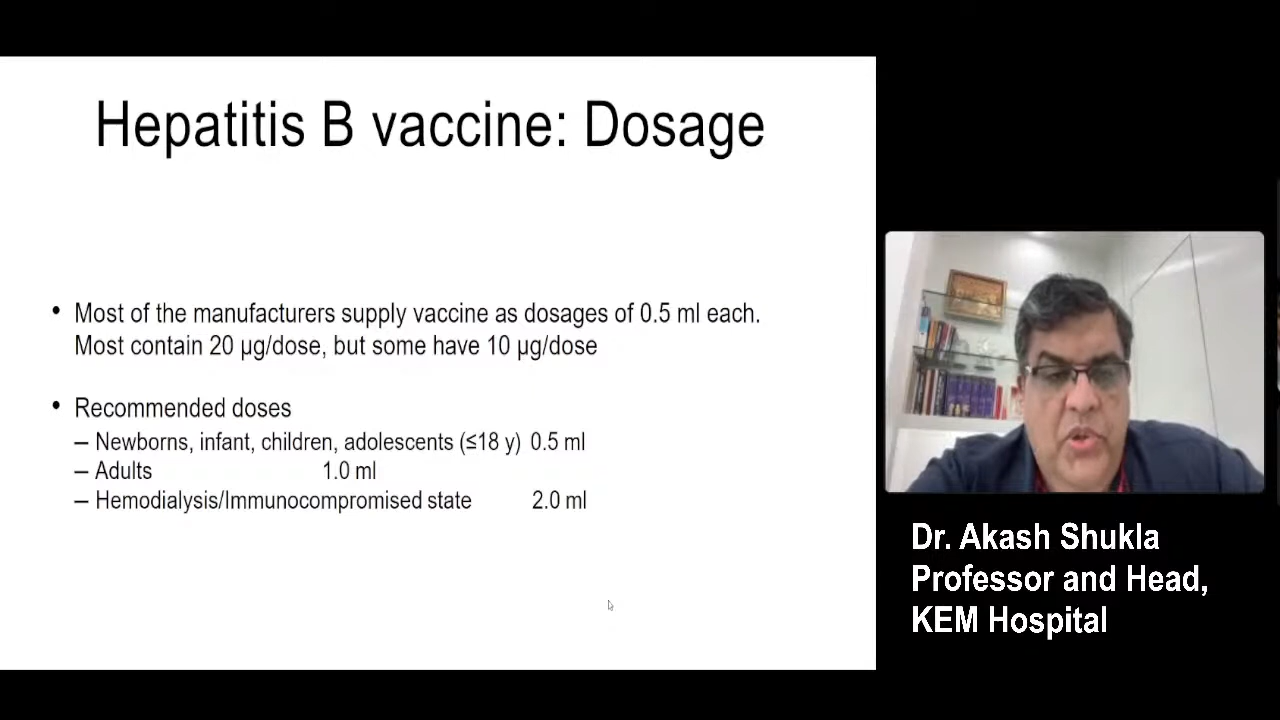 Hepatitis B vaccine: Dosage
• Most of the manufacturers supply vaccine as dosages of 0.5 ml each.
Most contain 20 µg/dose, but some have 10 µg/dose
• Recommended doses
– Newborns, infant, children, adolescents (≤18 y) 0.5 ml
– Adults 1.0 ml
– Hemodialysis/Immunocompromised state 2.0 ml
Dr. Akash Shukla
Professor and Head,
KEM Hospital